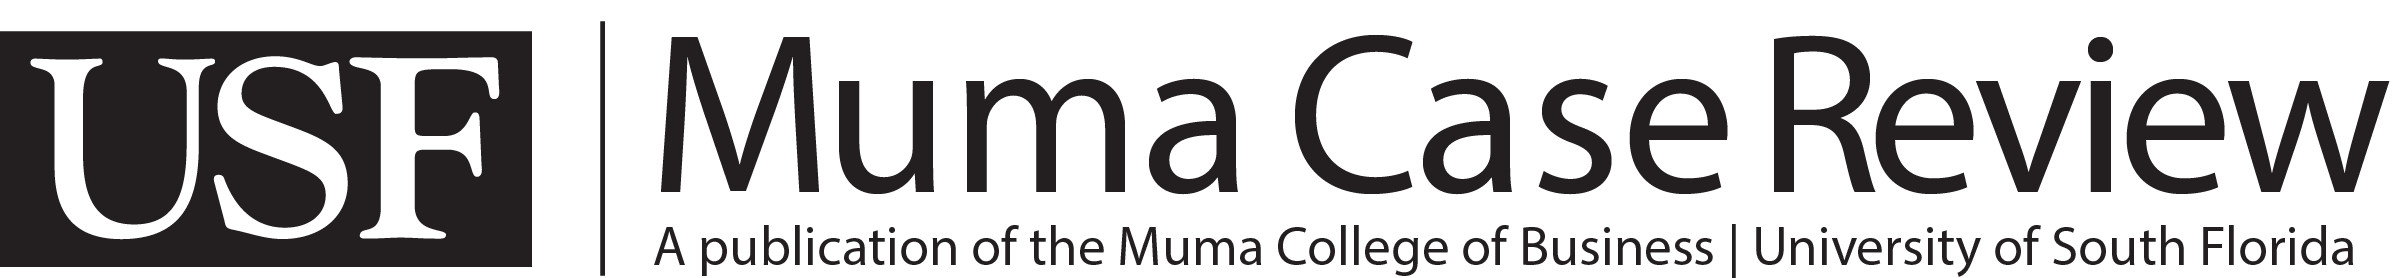 USF
Muma Case Review
A publication of the Muma College of Business | University of South Florida